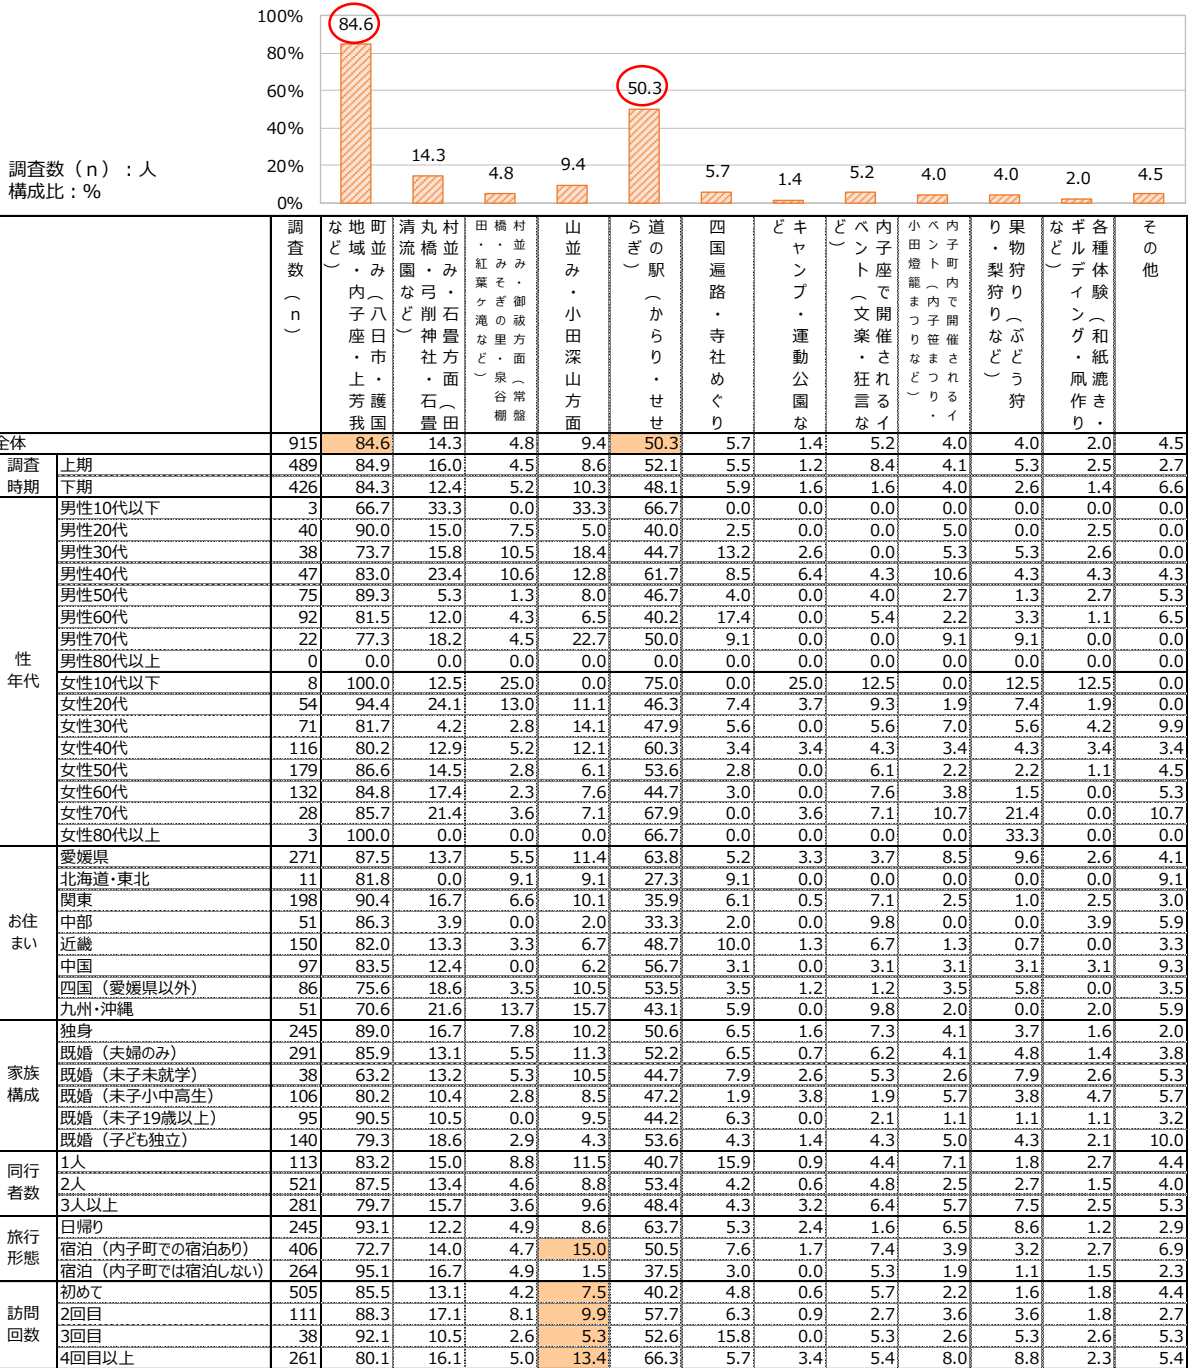 100%
80%
60%
40%
20%
0%
84.6
14.3
4.8
9.4
50.3
5.7
1.4
5.2
4.0
4.0
2.0
4.5
調査数（ｎ）：人
構成比：％
調査数（ｎ）
町並み（八日市・護国
地域・内子座・上芳我
など）
村並み・石畳方面（田
丸橋・弓削神社・石畳
清流園など）
村並み・御祓方面（常盤
橋・みそぎの里・泉谷棚
田・紅葉ヶ滝など）
山並み・小田深山方面
道の駅（からり・せせ
らぎ）
四国遍路・寺社めぐり
キャンプ・運動公園な
ど
内子座で開催されるイ
ベント（文楽・狂言な
ど）
内子町内で開催されるイ
ベント（内子笹まつり・
小田燈籠まつりなど）
果物狩り（ぶどう狩
り・梨狩りなど）
各種体験（和紙漉き・
ギルディング・凧作り
など）
その他
全体 915 84.6 14.3 4.8 9.4 50.3 5.7 1.4 5.2 4.0 4.0 2.0 4.5
調査
時期
上期 489 84.9 16.0 4.5 8.6 52.1 5.5 1.2 8.4 4.1 5.3 2.5 2.7
下期 426 84.3 12.4 5.2 10.3 48.1 5.9 1.6 1.6 4.0 2.6 1.4 6.6
性
年代
男性10代以下 3 66.7 33.3 0.0 33.3 66.7 0.0 0.0 0.0 0.0 0.0 0.0 0.0
男性20代 40 90.0 15.0 7.5 5.0 40.0 2.5 0.0 0.0 5.0 0.0 2.5 0.0
男性30代 38 73.7 15.8 10.5 18.4 44.7 13.2 2.6 0.0 5.3 5.3 2.6 0.0
男性40代 47 83.0 23.4 10.6 12.8 61.7 8.5 6.4 4.3 10.6 4.3 4.3 4.3
男性50代 75 89.3 5.3 1.3 8.0 46.7 4.0 0.0 4.0 2.7 1.3 2.7 5.3
男性60代 92 81.5 12.0 4.3 6.5 40.2 17.4 0.0 5.4 2.2 3.3 1.1 6.5
男性70代 22 77.3 18.2 4.5 22.7 50.0 9.1 0.0 0.0 9.1 9.1 0.0 0.0
男性80代以上 0 0.0 0.0 0.0 0.0 0.0 0.0 0.0 0.0 0.0 0.0 0.0 0.0
女性10代以下 8 100.0 12.5 25.0 0.0 75.0 0.0 25.0 12.5 0.0 12.5 12.5 0.0
女性20代 54 94.4 24.1 13.0 11.1 46.3 7.4 3.7 9.3 1.9 7.4 1.9 0.0
女性30代 71 81.7 4.2 2.8 14.1 47.9 5.6 0.0 5.6 7.0 5.6 4.2 9.9
女性40代 116 80.2 12.9 5.2 12.1 60.3 3.4 3.4 4.3 3.4 4.3 3.4 3.4
女性50代 179 86.6 14.5 2.8 6.1 53.6 2.8 0.0 6.1 2.2 2.2 1.1 4.5
女性60代 132 84.8 17.4 2.3 7.6 44.7 3.0 0.0 7.6 3.8 1.5 0.0 5.3
女性70代 28 85.7 21.4 3.6 7.1 67.9 0.0 3.6 7.1 10.7 21.4 0.0 10.7
女性80代以上 3 100.0 0.0 0.0 0.0 66.7 0.0 0.0 0.0 0.0 33.3 0.0 0.0
お住
まい
愛媛県 271 87.5 13.7 5.5 11.4 63.8 5.2 3.3 3.7 8.5 9.6 2.6 4.1
北海道・東北 11 81.8 0.0 9.1 9.1 27.3 9.1 0.0 0.0 0.0 0.0 0.0 9.1
関東 198 90.4 16.7 6.6 10.1 35.9 6.1 0.5 7.1 2.5 1.0 2.5 3.0
中部 51 86.3 3.9 0.0 2.0 33.3 2.0 0.0 9.8 0.0 0.0 3.9 5.9
近畿 150 82.0 13.3 3.3 6.7 48.7 10.0 1.3 6.7 1.3 0.7 0.0 3.3
中国 97 83.5 12.4 0.0 6.2 56.7 3.1 0.0 3.1 3.1 3.1 3.1 9.3
四国（愛媛県以外） 86 75.6 18.6 3.5 10.5 53.5 3.5 1.2 1.2 3.5 5.8 0.0 3.5
九州・沖縄 51 70.6 21.6 13.7 15.7 43.1 5.9 0.0 9.8 2.0 0.0 2.0 5.9
家族
構成
独身 245 89.0 16.7 7.8 10.2 50.6 6.5 1.6 7.3 4.1 3.7 1.6 2.0
既婚（夫婦のみ） 291 85.9 13.1 5.5 11.3 52.2 6.5 0.7 6.2 4.1 4.8 1.4 3.8
既婚（末子未就学） 38 63.2 13.2 5.3 10.5 44.7 7.9 2.6 5.3 2.6 7.9 2.6 5.3
既婚（末子小中高生） 106 80.2 10.4 2.8 8.5 47.2 1.9 3.8 1.9 5.7 3.8 4.7 5.7
既婚（末子19歳以上） 95 90.5 10.5 0.0 9.5 44.2 6.3 0.0 2.1 1.1 1.1 1.1 3.2
既婚（子ども独立） 140 79.3 18.6 2.9 4.3 53.6 4.3 1.4 4.3 5.0 4.3 2.1 10.0
同行
者数
1人 113 83.2 15.0 8.8 11.5 40.7 15.9 0.9 4.4 7.1 1.8 2.7 4.4
2人 521 87.5 13.4 4.6 8.8 53.4 4.2 0.6 4.8 2.5 2.7 1.5 4.0
3人以上 281 79.7 15.7 3.6 9.6 48.4 4.3 3.2 6.4 5.7 7.5 2.5 5.3
旅行
形態
日帰り 245 93.1 12.2 4.9 8.6 63.7 5.3 2.4 1.6 6.5 8.6 1.2 2.9
宿泊（内子町での宿泊あり） 406 72.7 14.0 4.7 15.0 50.5 7.6 1.7 7.4 3.9 3.2 2.7 6.9
宿泊（内子町では宿泊しない） 264 95.1 16.7 4.9 1.5 37.5 3.0 0.0 5.3 1.9 1.1 1.5 2.3
訪問
回数
初めて 505 85.5 13.1 4.2 7.5 40.2 4.8 0.6 5.7 2.2 1.6 1.8 4.4
2回目 111 88.3 17.1 8.1 9.9 57.7 6.3 0.9 2.7 3.6 3.6 1.8 2.7
3回目 38 92.1 10.5 2.6 5.3 52.6 15.8 0.0 5.3 2.6 5.3 2.6 5.3
4回目以上 261 80.1 16.1 5.0 13.4 66.3 5.7 3.4 5.4 8.0 8.8 2.3 5.4